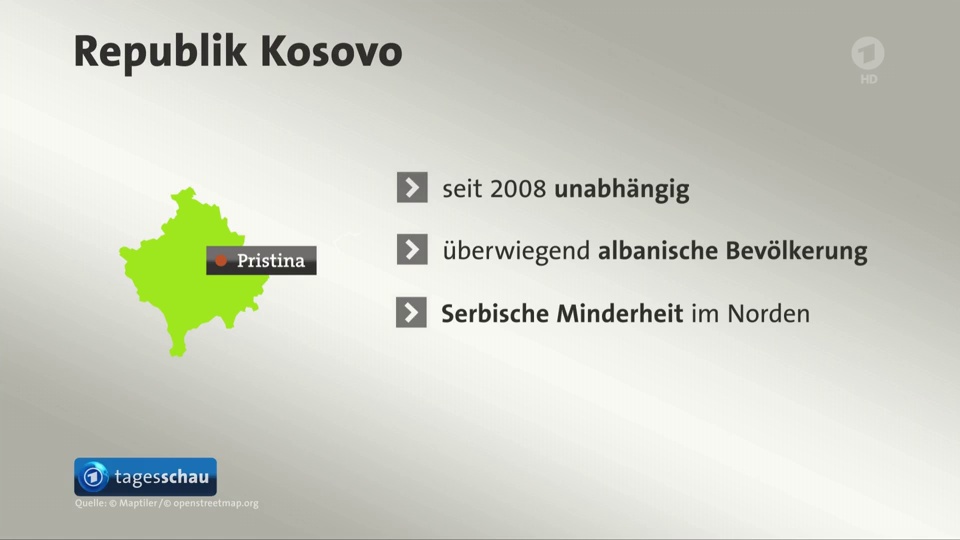 Republik Kosovo
1
HD
seit 2008 unabhängig
überwiegend albanische Bevölkerung
Pristina
Serbische Minderheit im Norden
1 tagesschau
Quelle: © Maptiler/© openstreetmap.org